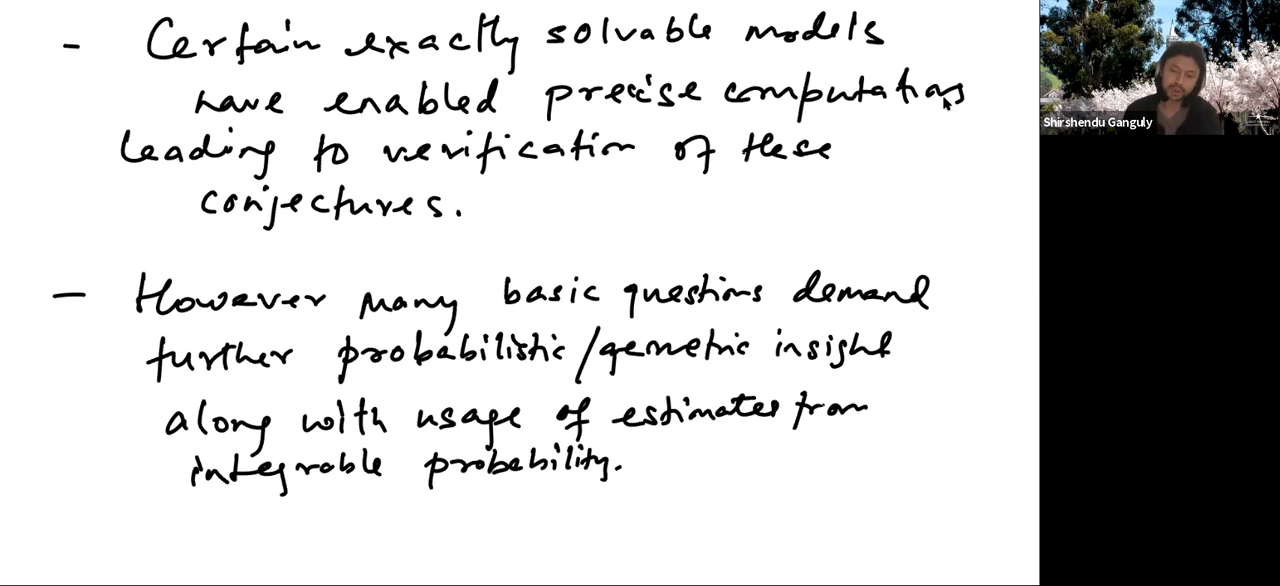 - Certain exactly solvable models
have enabled precise computations
leading to verification of these
conjectures.
- However many basic questions demand
further probabilistic/geometric insight
along with usage of estimates from
integrable probability.
Shirshendu Ganguly